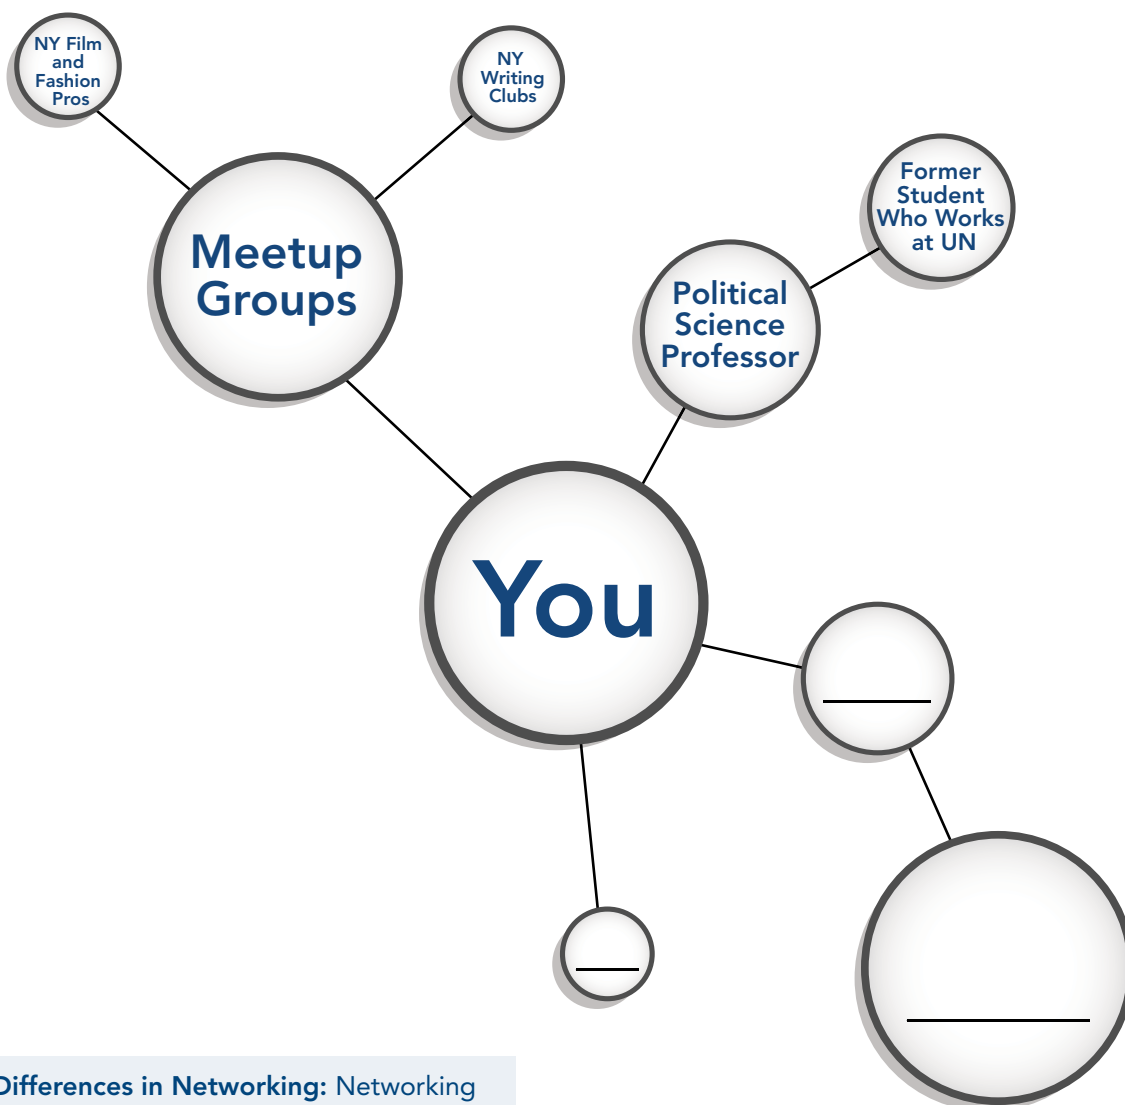 NY Film
and
Fashion
Pros
NY
Writing
Clubs
Meetup
Groups
Former
Student
Who Works
at UN
Political
Science
Professor
You
Differences in Networking: Networking